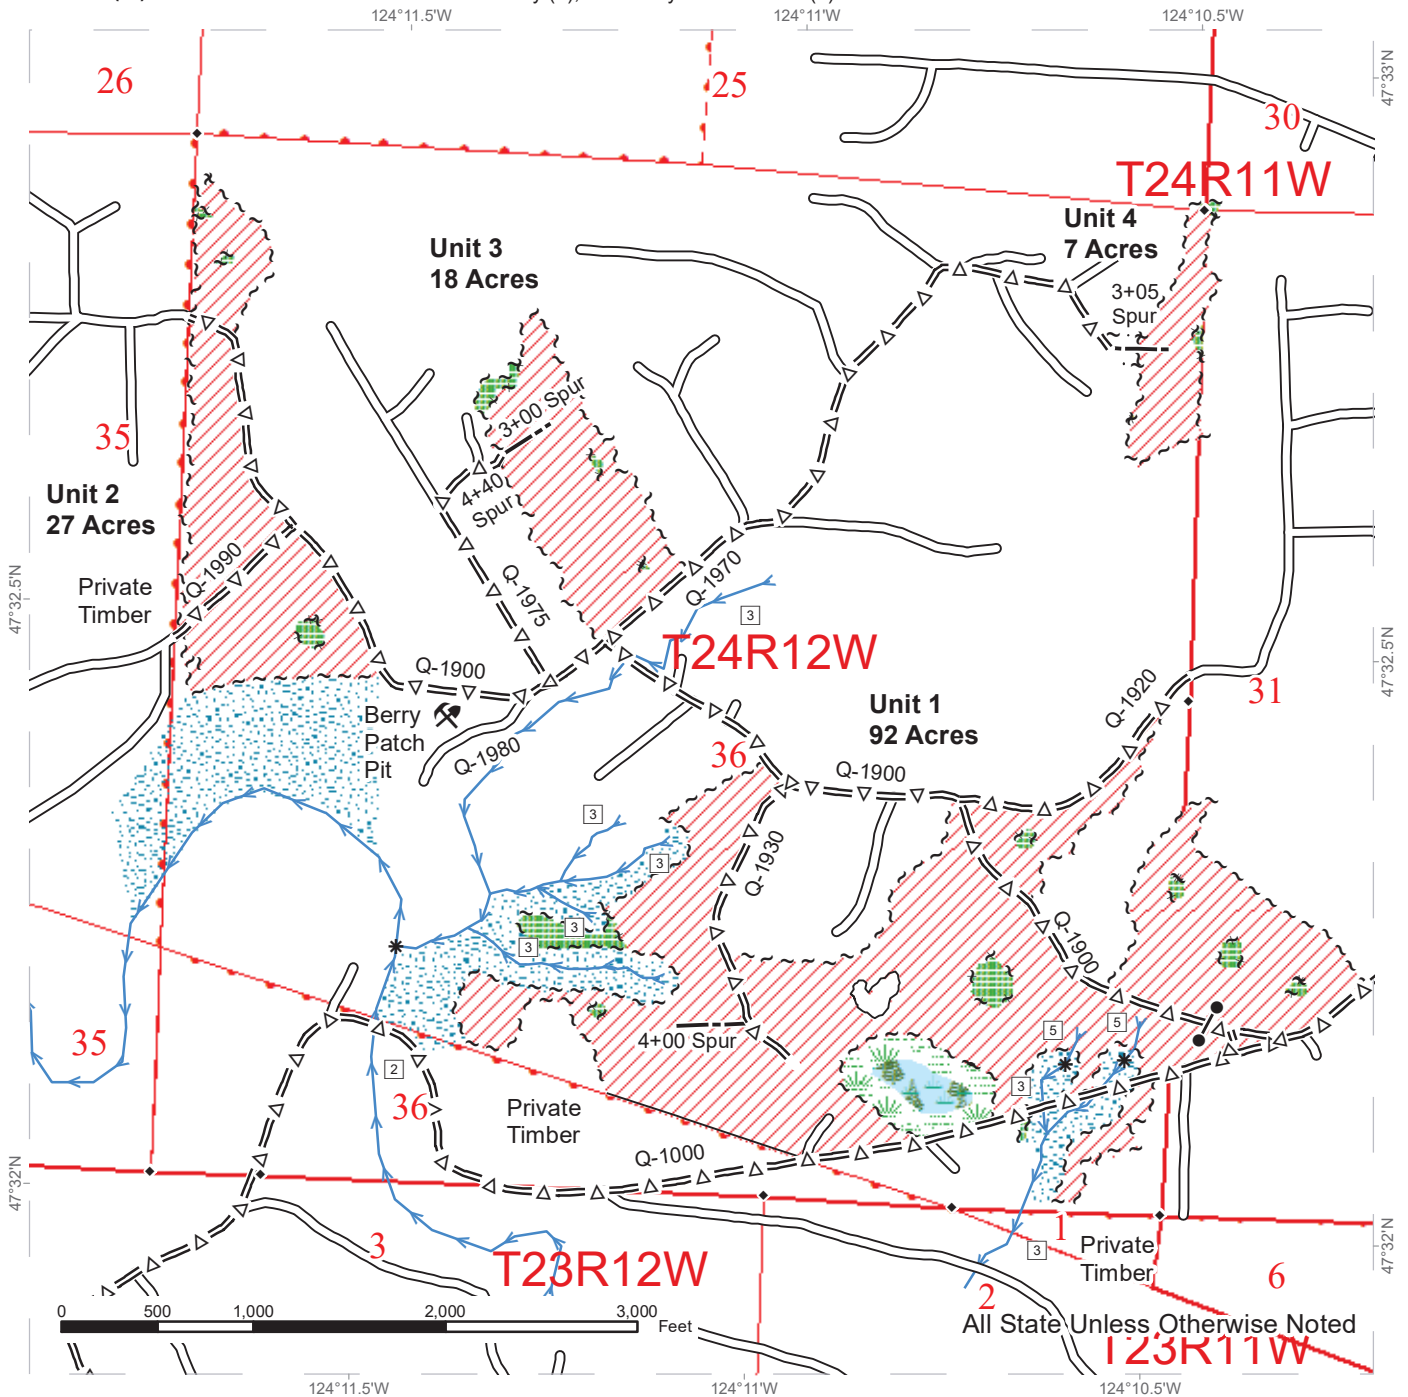 124°11.5'W
124°11'W
124°10.5'W
47°33'N
26
25
30
T24R11W
Unit 4
7 Acres
Unit 3
18 Acres
3+05
Spur
3+00 Spur
35
4+40
Spur
Unit 2
27 Acres
Q-1990
Q-1970
Q-1975
47°32.5'N
Private
Timber
3
T24R12W
47°32.5'N
Q-1900
31
Q-1920
Unit 1
92 Acres
Berry
Patch
Pit
Q-1980
36
Q-1900
3
3
Q-1930
3
3
Q-1900
4+00 Spur
5
5
35
2
3
36
Private
Timber
Q-1000
47°32'N
3
1
3
Private
Timber
47°32'N
T23R12W
6
2
0
500
1,000
2,000
3,000
Feet
All State Unless Otherwise Noted
T23R11W
124°11.5'W
124°11'W
124°10.5'W